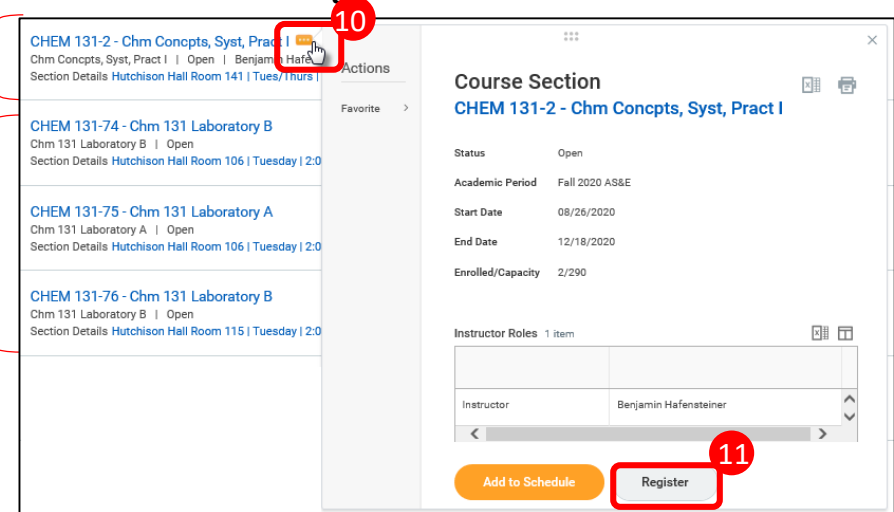 10
CHEM 131-2 - Chm Concpts, Syst, Pract I
Chm Concpts, Syst, Pract I | Open | Benjamin Hafe
Section Details Hutchison Hall Room 141 | Tues/Thurs |
CHEM 131-74 - Chm 131 Laboratory B
Chm 131 Laboratory B | Open
Section Details Hutchison Hall Room 106 | Tuesday | 2:0
CHEM 131-75 - Chm 131 Laboratory A
Chm 131 Laboratory A | Open
Section Details Hutchison Hall Room 106 | Tuesday | 2:0
CHEM 131-76 - Chm 131 Laboratory B
Chm 131 Laboratory B | Open
Section Details Hutchison Hall Room 115 | Tuesday | 2:0
Actions
Favorite
Course Section
CHEM 131-2 - Chm Concpts, Syst, Pract I
Status Open
Academic Period Fall 2020 AS&E
Start Date 08/26/2020
End Date 12/18/2020
Enrolled/Capacity 2/290
Instructor Roles 1 item
Instructor Benjamin Hafensteiner
11
Add to Schedule Register